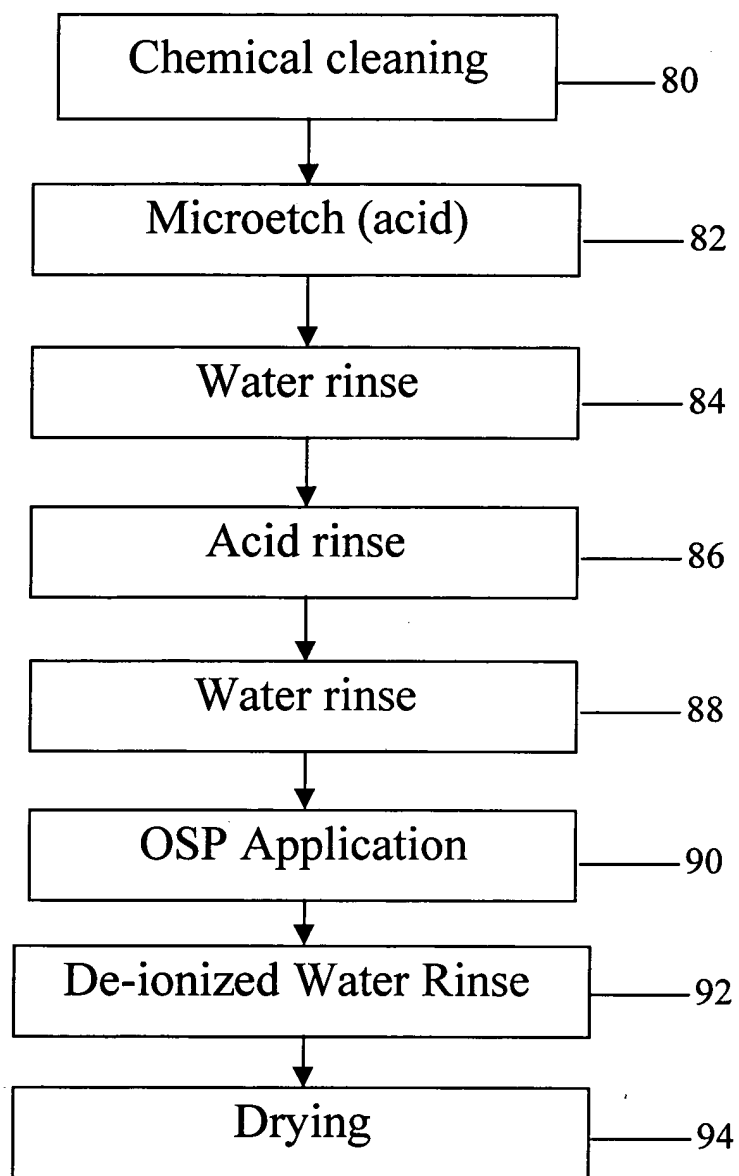 Chemical cleaning
80
Microetch (acid)
82
Water rinse
84
Acid rinse
86
Water rinse
88
OSP Application
90
De-ionized Water Rinse
92
Drying
94